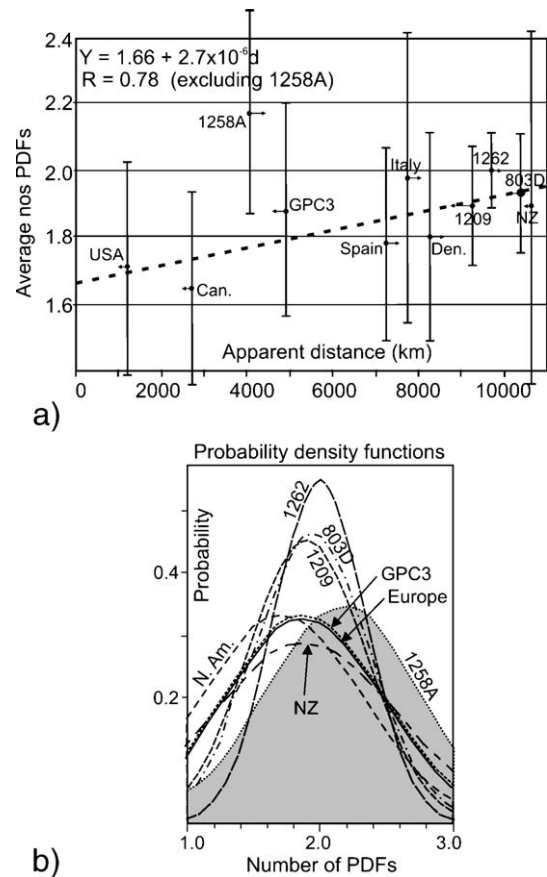 Y = 1.66 + 2.7x10⁻⁶d
R = 0.78 (excluding 1258A)
Average nos PDFs
2.4
2.2
2.0
1.8
1.6
1258A
GPC3
USA
Can.
Italy
Spain
Den.
1262
803D
1209
NZ
Apparent distance (km)
0 2000 4000 6000 8000 10000
a)
Probability density functions
Probability
0.4
0.2
1262
803D
1209
GPC3
Europe
N. Am.
NZ
1258A
1.0 2.0 3.0
Number of PDFs
b)